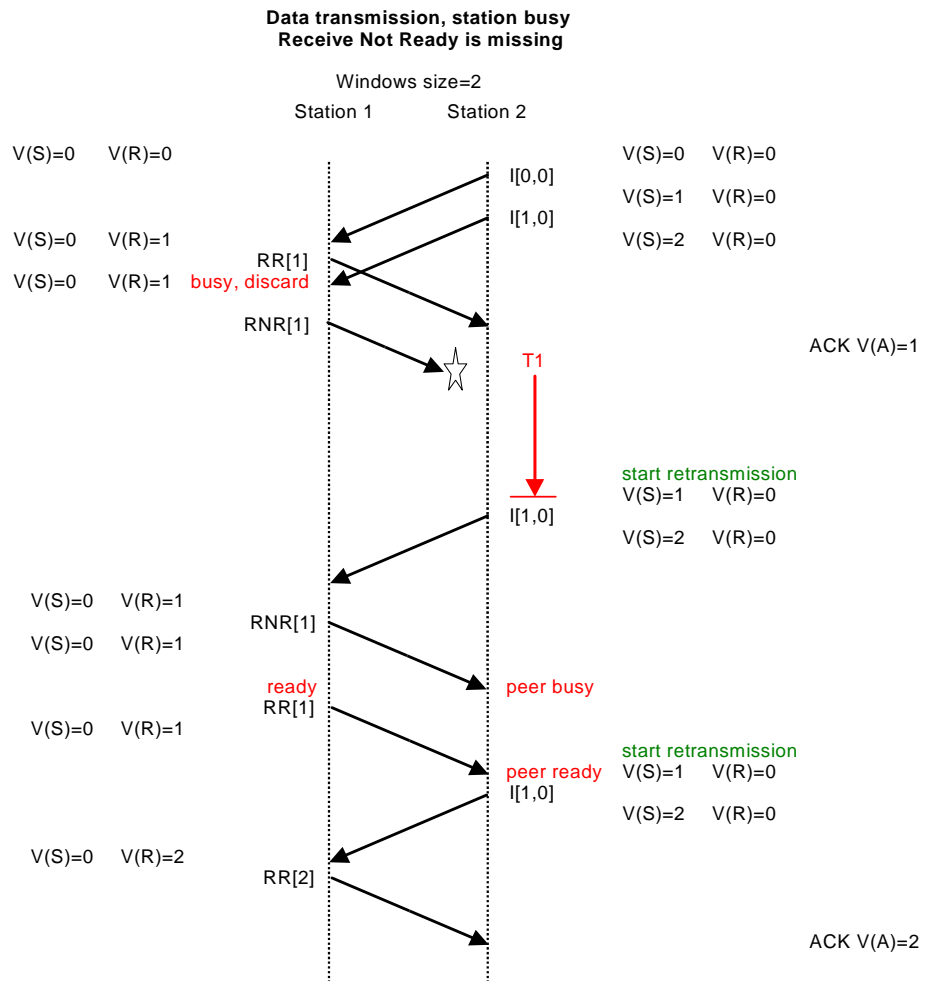 Data transmission, station busy
Receive Not Ready is missing
Windows size=2
Station 1 Station 2
V(S)=0 V(R)=0 V(S)=0 V(R)=0
I[0,0]
V(S)=1 V(R)=0
I[1,0]
V(S)=0 V(R)=1 V(S)=2 V(R)=0
RR[1]
V(S)=0 V(R)=1 busy, discard
RNR[1]
ACK V(A)=1
T1
start retransmission
V(S)=1 V(R)=0
I[1,0]
V(S)=2 V(R)=0
V(S)=0 V(R)=1
RNR[1]
V(S)=0 V(R)=1
ready peer busy
RR[1]
V(S)=0 V(R)=1
start retransmission
peer ready V(S)=1 V(R)=0
I[1,0]
V(S)=2 V(R)=0
V(S)=0 V(R)=2
RR[2]
ACK V(A)=2